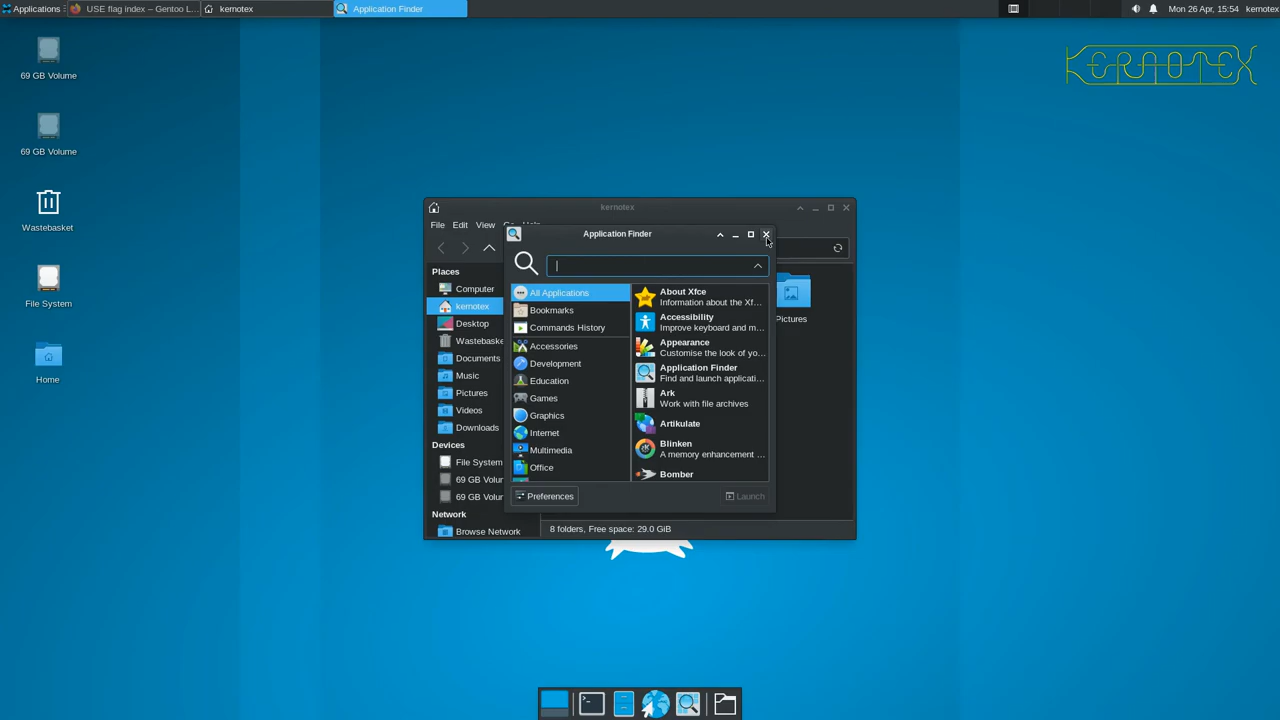 Applications
USE flag index – Gentoo L...
kernotex
Application Finder
Mon 26 Apr, 15:54
kernotex
KERNOTEX
69 GB Volume
69 GB Volume
Wastebasket
File System
Home
kernotex
File Edit View Go Help
Places
Computer
kernotex
Desktop
Wastebaske
Documents
Music
Pictures
Videos
Downloads
Devices
File System
69 GB Volur
69 GB Volur
Network
Browse Network
Pictures
8 folders, Free space: 29.0 GiB
Application Finder
All Applications
Bookmarks
Commands History
Accessories
Development
Education
Games
Graphics
Internet
Multimedia
Office
About Xfce
Information about the Xf...
Accessibility
Improve keyboard and m...
Appearance
Customise the look of yo...
Application Finder
Find and launch applicati...
Ark
Work with file archives
Artikulate
Blinken
A memory enhancement ...
Bomber
Preferences
Launch